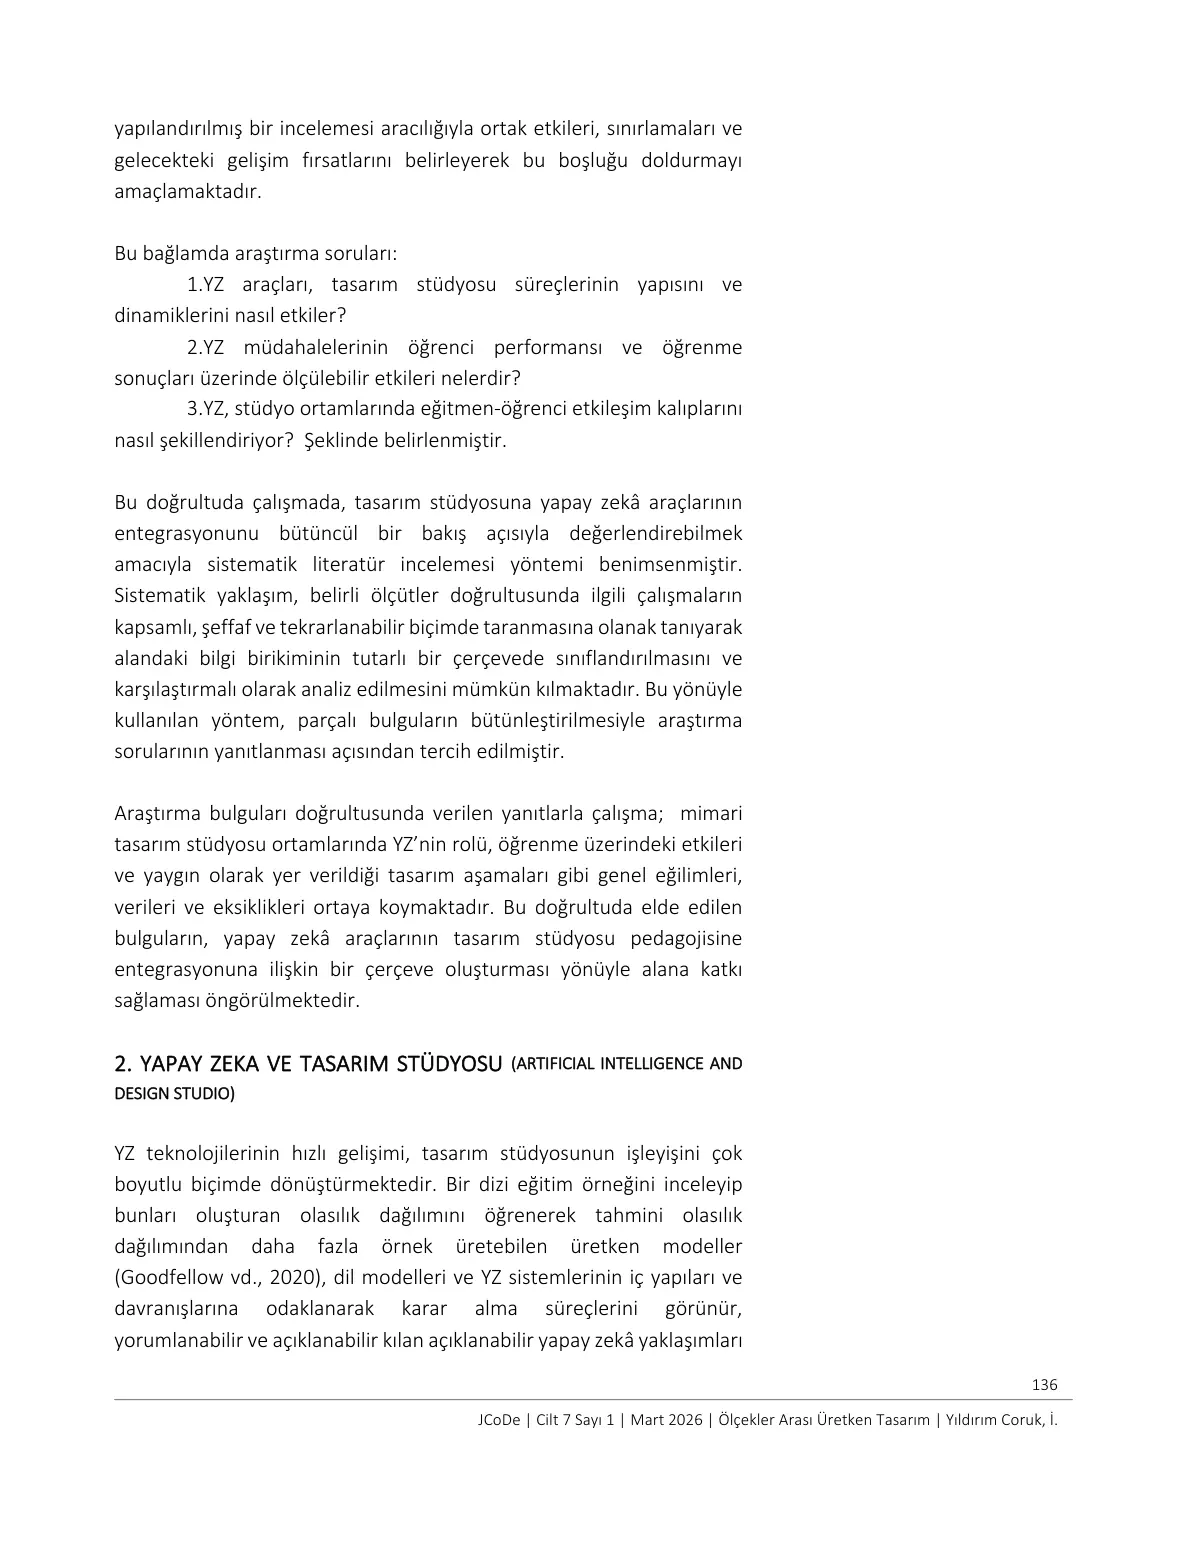 yapılandırılmış bir incelemesi aracılığıyla ortak etkileri, sınırlamaları ve
gelecekteki gelişim fırsatlarını belirleyerek bu boşluğu doldurmayı
amaçlamaktadır.
Bu bağlamda araştırma soruları:
1.YZ araçları, tasarım stüdyosu süreçlerinin yapısını ve
dinamiklerini nasıl etkiler?
2.YZ müdahalelerinin öğrenci performansı ve öğrenme
sonuçları üzerinde ölçülebilir etkileri nelerdir?
3.YZ, stüdyo ortamlarında eğitmen-öğrenci etkileşim kalıplarını
nasıl şekillendiriyor?  Şeklinde belirlenmiştir.
Bu doğrultuda çalışmada, tasarım stüdyosuna yapay zekâ araçlarının
entegrasyonunu bütüncül bir bakış açısıyla değerlendirebilmek
amacıyla sistematik literatür incelemesi yöntemi benimsenmiştir.
Sistematik yaklaşım, belirli ölçütler doğrultusunda ilgili çalışmaların
kapsamlı, şeffaf ve tekrarlanabilir biçimde taranmasına olanak tanıyarak
alandaki bilgi birikiminin tutarlı bir çerçevede sınıflandırılmasını ve
karşılaştırmalı olarak analiz edilmesini mümkün kılmaktadır. Bu yönüyle
kullanılan yöntem, parçalı bulguların bütünleştirilmesiyle araştırma
sorularının yanıtlanması açısından tercih edilmiştir.
Araştırma bulguları doğrultusunda verilen yanıtlarla çalışma;  mimari
tasarım stüdyosu ortamlarında YZ’nin rolü, öğrenme üzerindeki etkileri
ve yaygın olarak yer verildiği tasarım aşamaları gibi genel eğilimleri,
verileri ve eksiklikleri ortaya koymaktadır. Bu doğrultuda elde edilen
bulguların, yapay zekâ araçlarının tasarım stüdyosu pedagojisine
entegrasyonuna ilişkin bir çerçeve oluşturması yönüyle alana katkı
sağlaması öngörülmektedir.
2. YAPAY ZEKA VE TASARIM STÜDYOSU (ARTIFICIAL INTELLIGENCE AND
DESIGN STUDIO)
YZ teknolojilerinin hızlı gelişimi, tasarım stüdyosunun işleyişini çok
boyutlu biçimde dönüştürmektedir. Bir dizi eğitim örneğini inceleyip
bunları oluşturan olasılık dağılımını öğrenerek tahmini olasılık
dağılımından daha fazla örnek üretebilen üretken modeller
(Goodfellow vd., 2020), dil modelleri ve YZ sistemlerinin iç yapıları ve
davranışlarına odaklanarak karar alma süreçlerini görünür,
yorumlanabilir ve açıklanabilir kılan açıklanabilir yapay zekâ yaklaşımları
136
JCoDe | Cilt 7 Sayı 1 | Mart 2026 | Ölçekler Arası Üretken Tasarım | Yıldırım Coruk, İ.